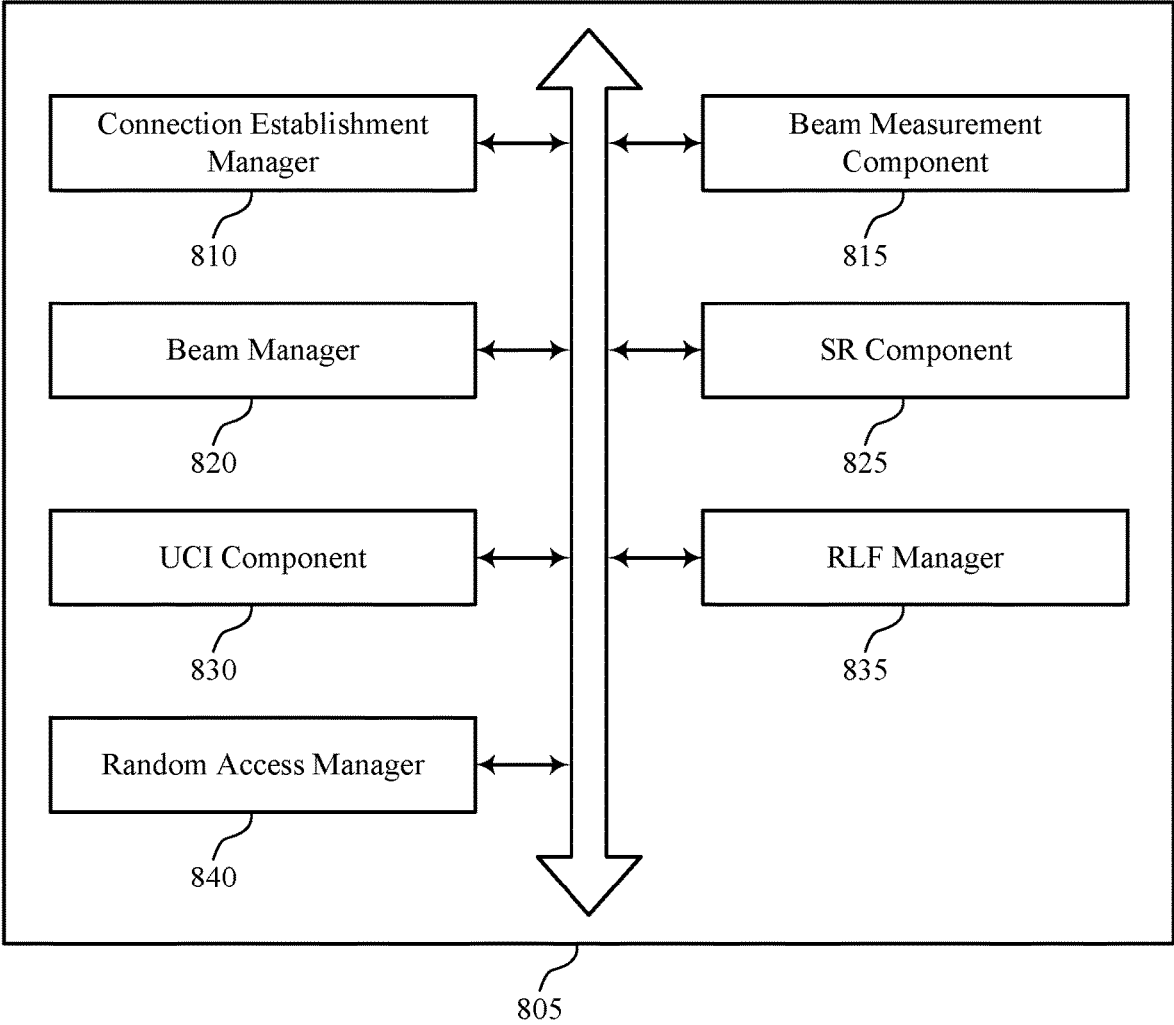 Connection Establishment
Manager
810
Beam Measurement
Component
815
Beam Manager
820
SR Component
825
UCI Component
830
RLF Manager
835
Random Access Manager
840
805